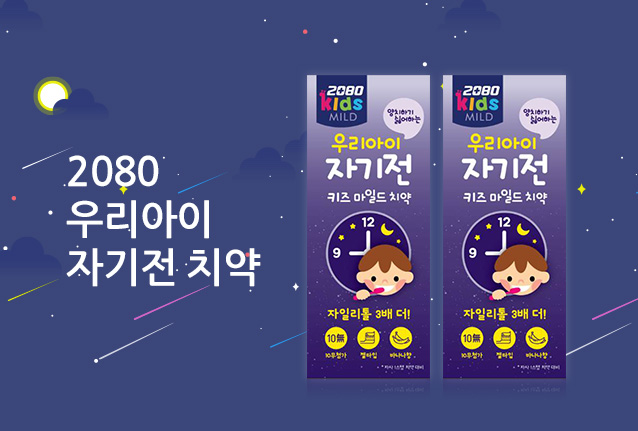 2080
우리아이
자기전 치약
2080
kids
MILD
양치하기
싫어하는
우리아이
자기전
키즈 마일드 치약
12
9
자일리톨 3배 더!
10無
10무첨가
젤타입
바나나향
2080
kids
MILD
양치하기
싫어하는
우리아이
자기전
키즈 마일드 치약
12
9
자일리톨 3배 더!
10無
10무첨가
젤타입
바나나향